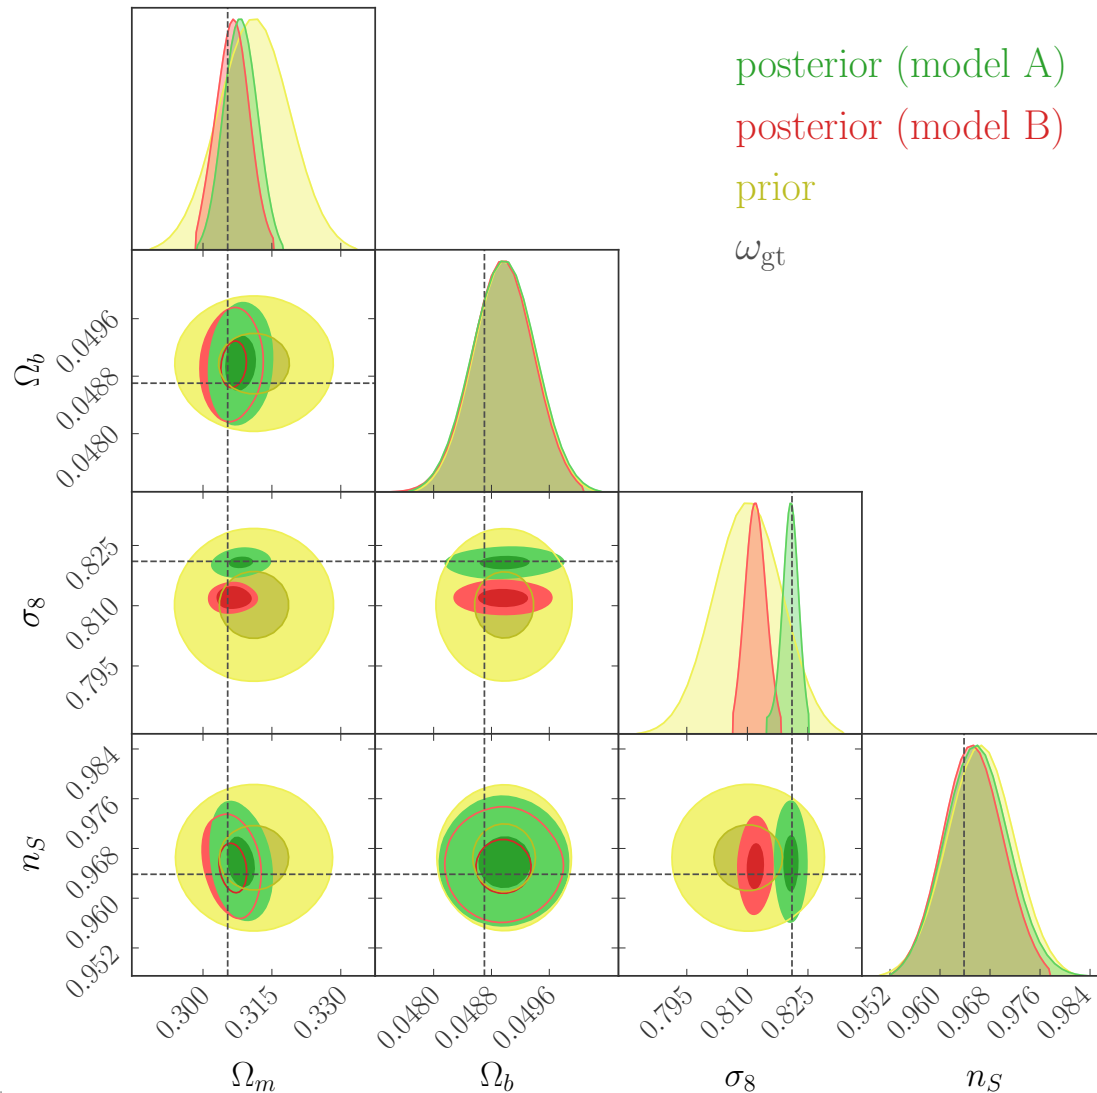 posterior (model A)
posterior (model B)
prior
ω_gt
Ω_b
0.0496
0.0488
0.0480
σ_8
0.825
0.810
0.795
n_S
0.984
0.976
0.968
0.960
0.952
0.300 0.315 0.330 0.0480 0.0488 0.0496 0.795 0.810 0.825 0.952 0.960 0.968 0.976 0.984
Ω_m Ω_b σ_8 n_S